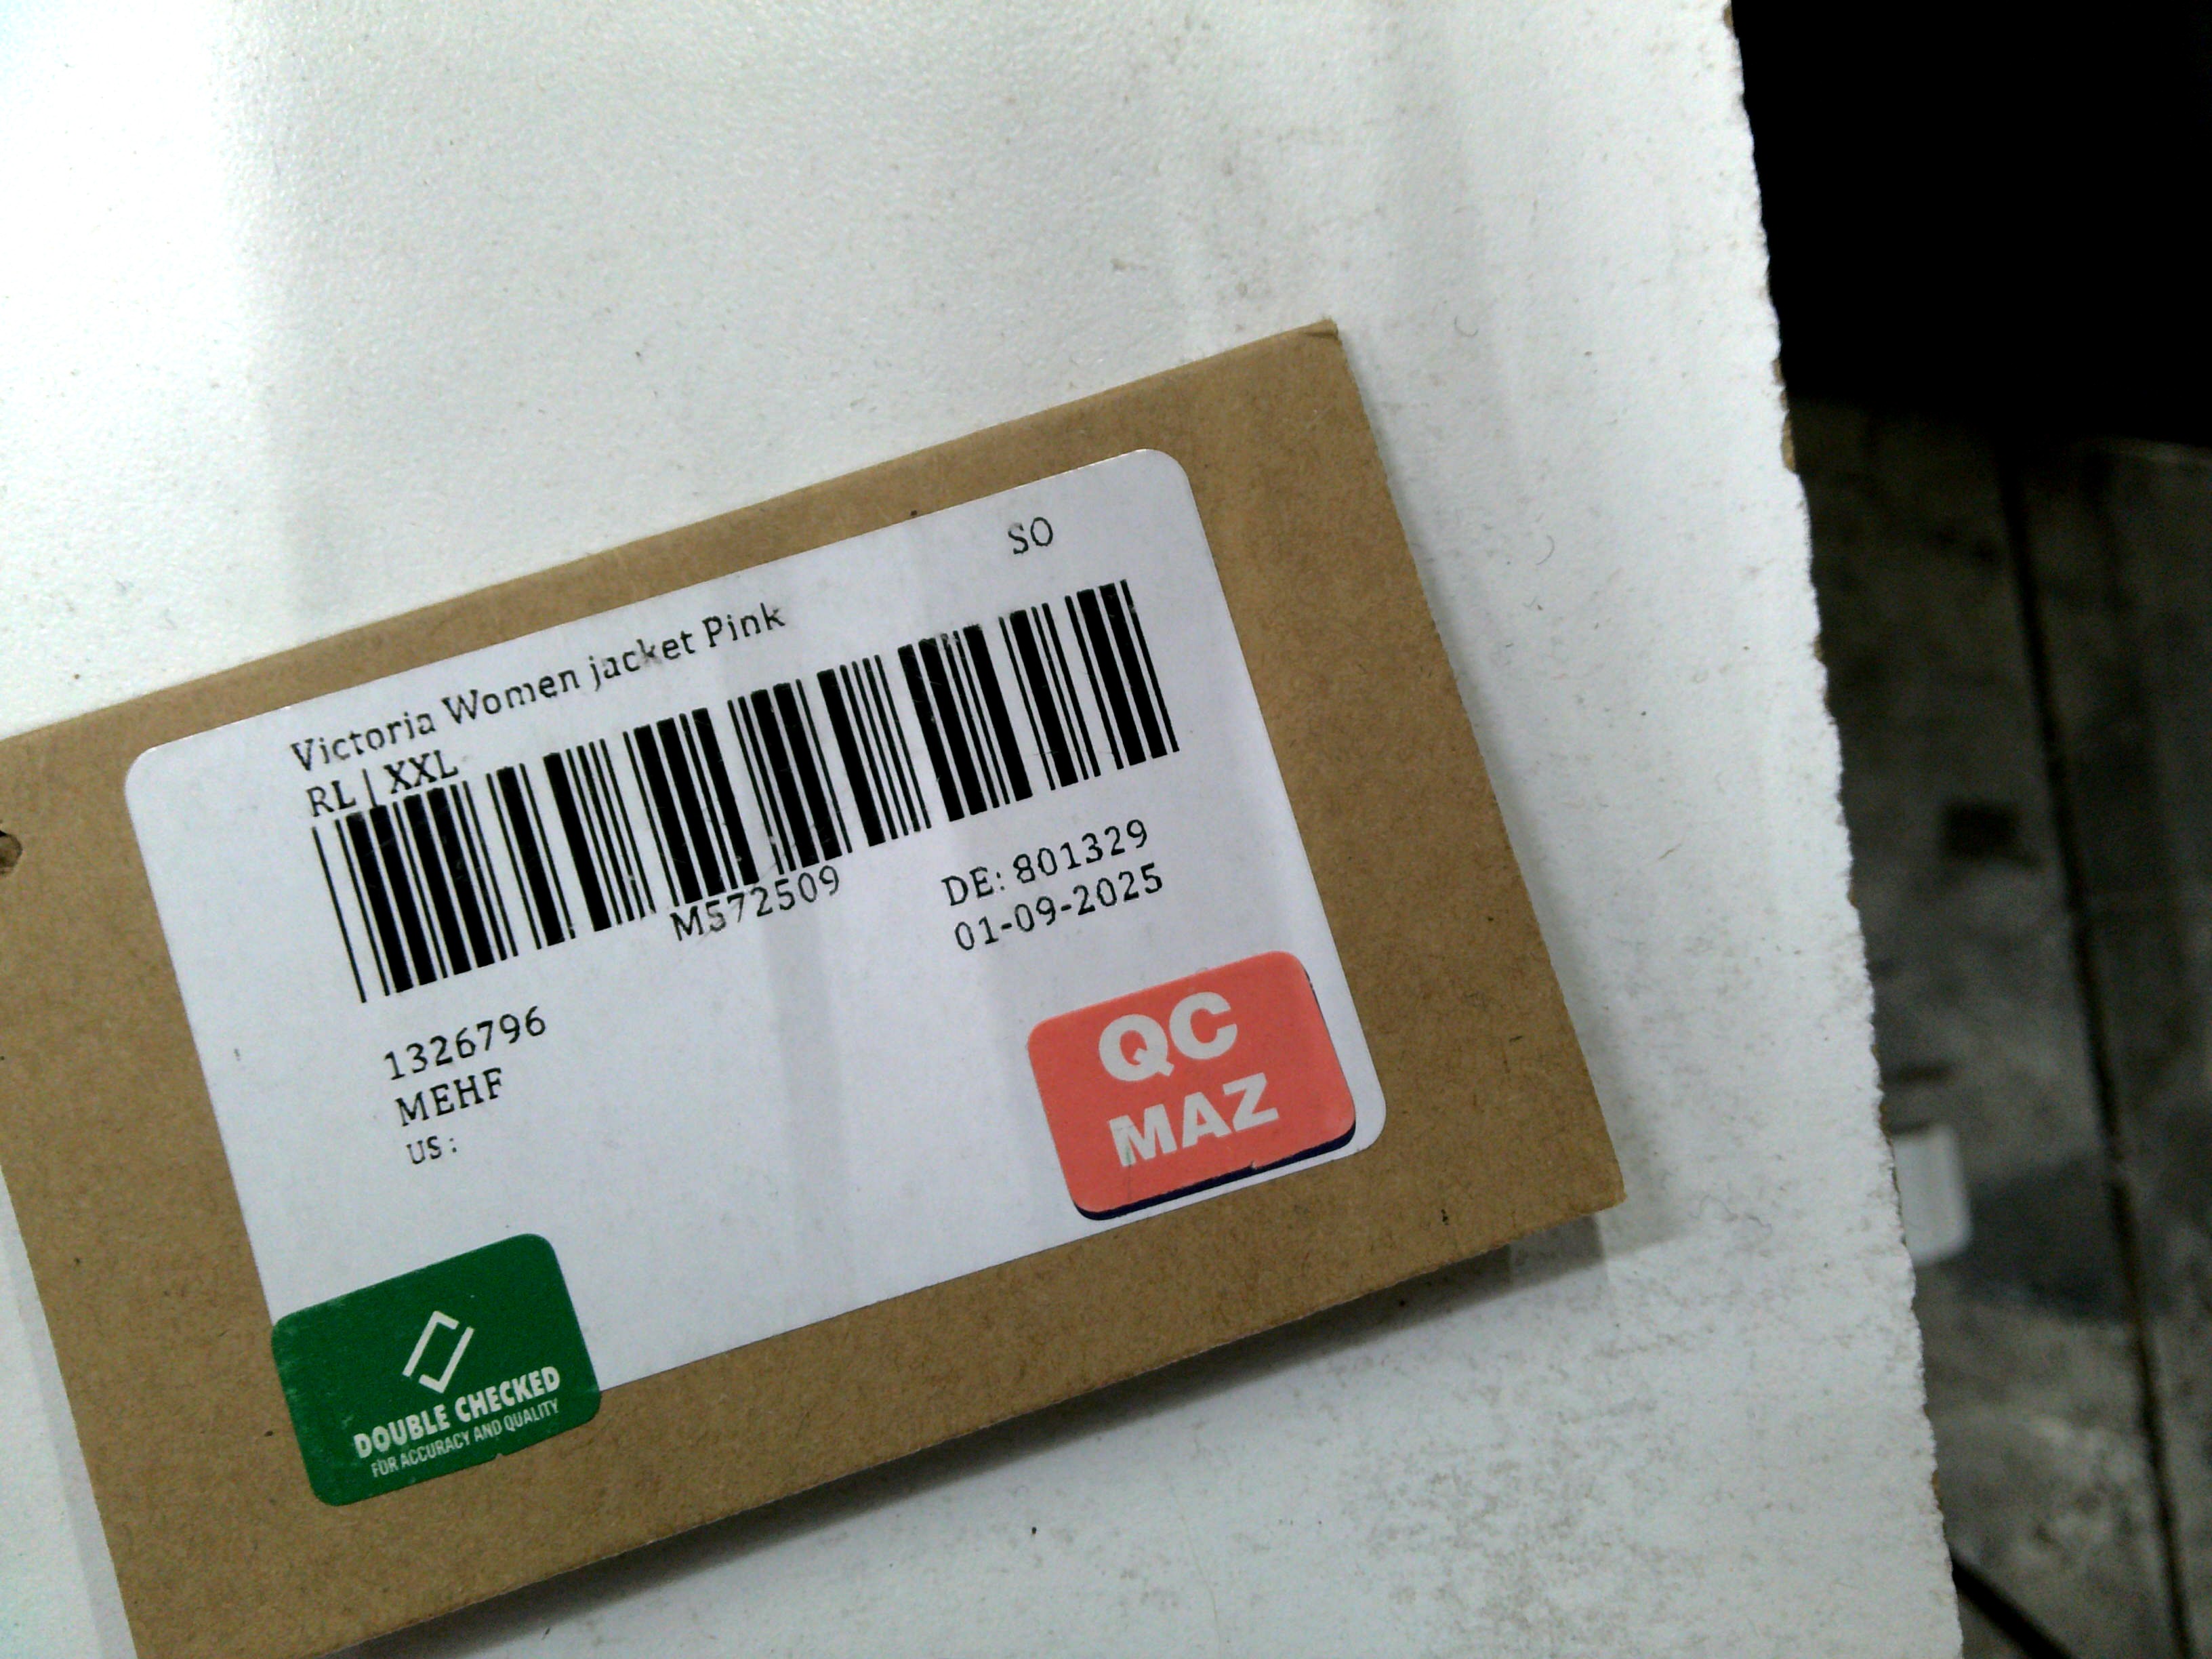 SO
Victoria Women jacket Pink
RL | XXL
M572509
DE: 801329
01-09-2025
1326796
MEHF
US :
QC
MAZ
DOUBLE CHECKED
FOR ACCURACY AND QUALITY